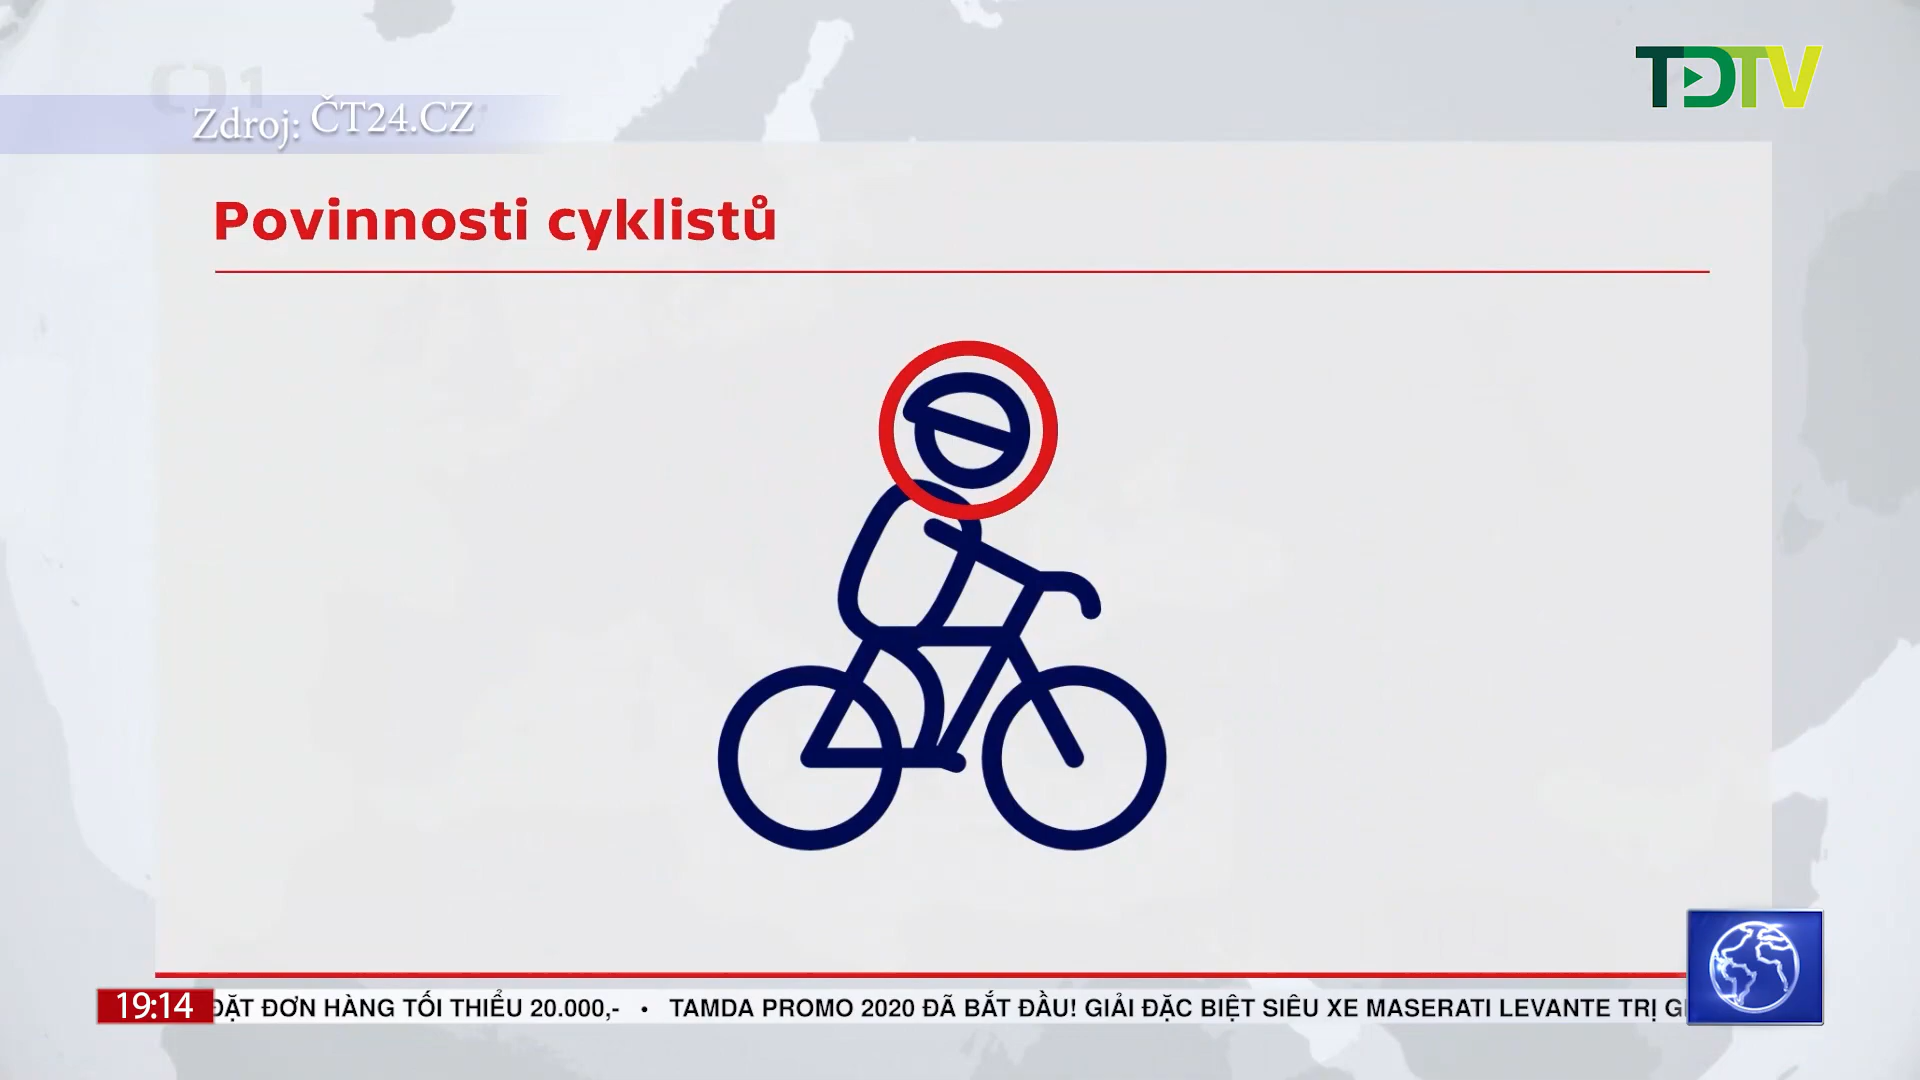 TDTV
1
Zdroj: ČT24.CZ
Povinnosti cyklistů
19:14
ĐẶT ĐƠN HÀNG TỐI THIỂU 20.000,- • TAMDA PROMO 2020 ĐÃ BẮT ĐẦU! GIẢI ĐẶC BIỆT SIÊU XE MASERATI LEVANTE TRỊ